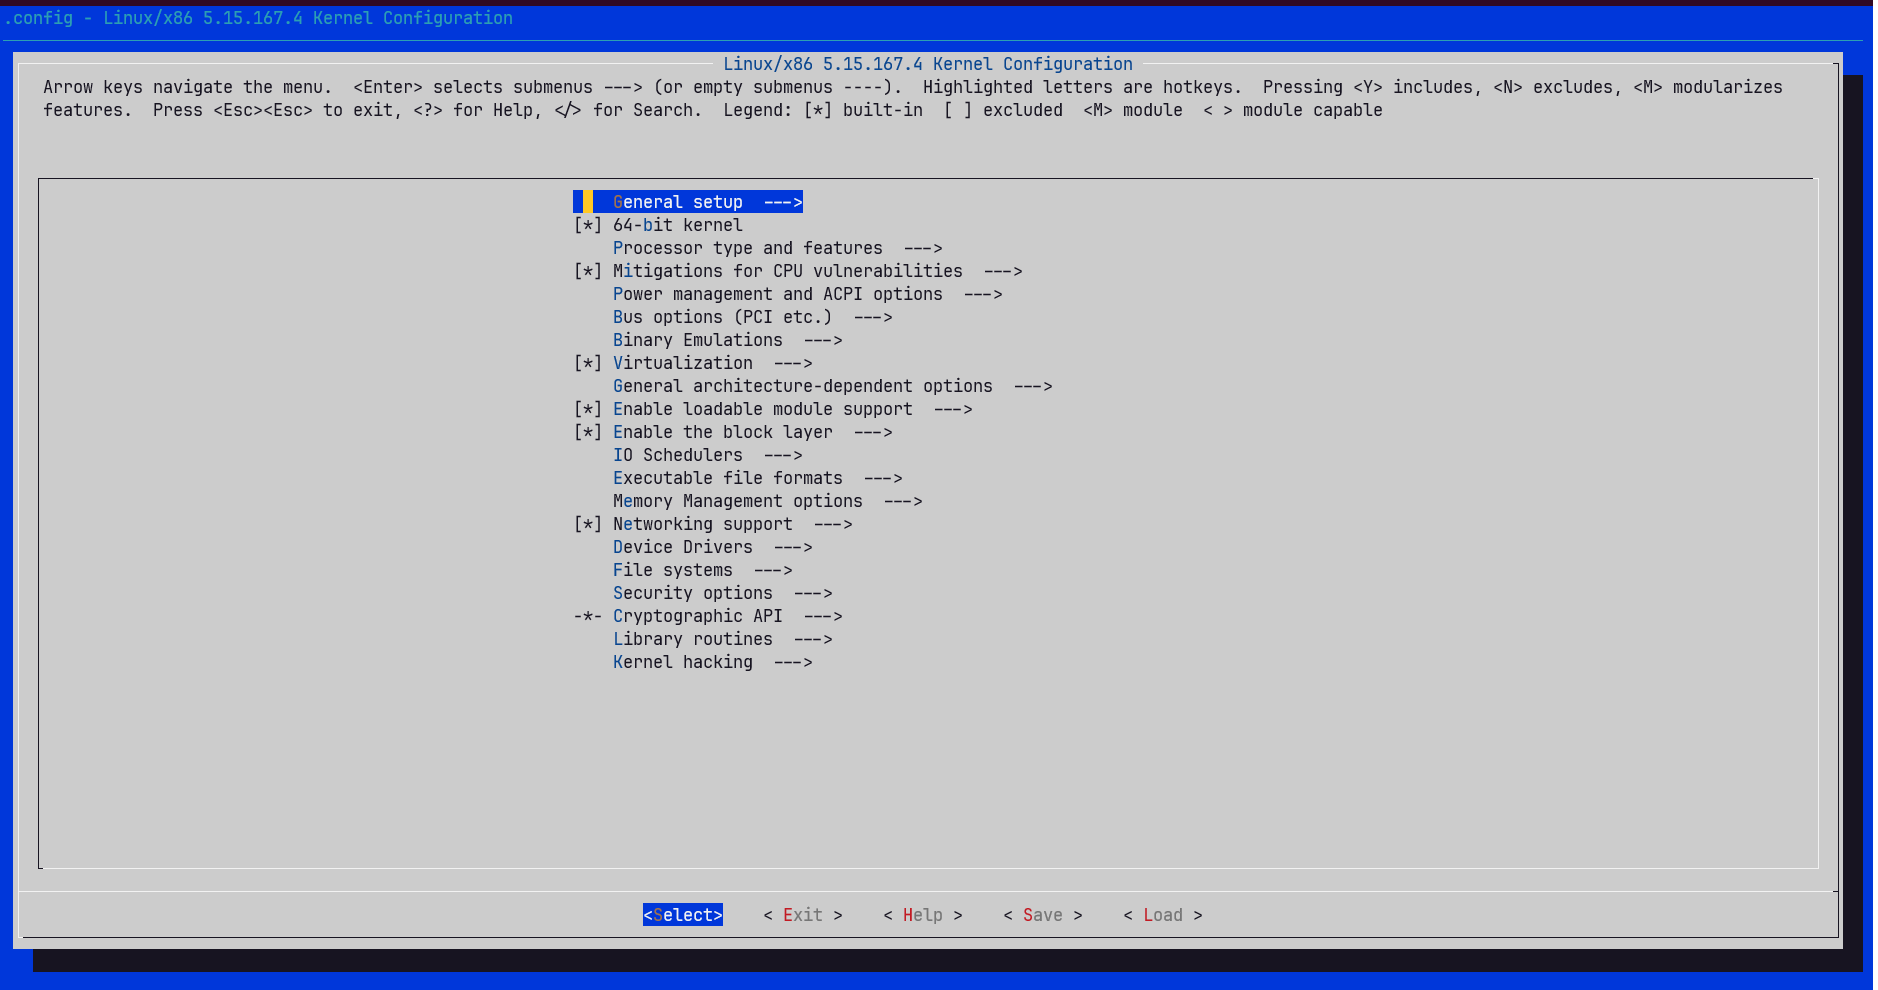 .config - Linux/x86 5.15.167.4 Kernel Configuration
Linux/x86 5.15.167.4 Kernel Configuration
Arrow keys navigate the menu.  <Enter> selects submenus ---> (or empty submenus ----).  Highlighted letters are hotkeys.  Pressing <Y> includes, <N> excludes, <M> modularizes
features.  Press <Esc><Esc> to exit, <?> for Help, </> for Search.  Legend: [*] built-in  [ ] excluded  <M> module  < > module capable
General setup  --->
[*] 64-bit kernel
Processor type and features  --->
[*] Mitigations for CPU vulnerabilities  --->
Power management and ACPI options  --->
Bus options (PCI etc.)  --->
Binary Emulations  --->
[*] Virtualization  --->
General architecture-dependent options  --->
[*] Enable loadable module support  --->
[*] Enable the block layer  --->
IO Schedulers  --->
Executable file formats  --->
Memory Management options  --->
[*] Networking support  --->
Device Drivers  --->
File systems  --->
Security options  --->
-*- Cryptographic API  --->
Library routines  --->
Kernel hacking  --->
<Select>    < Exit >    < Help >    < Save >    < Load >